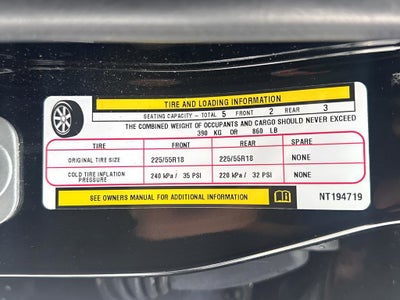 TIRE AND LOADING INFORMATION
SEATING CAPACITY - TOTAL 5 FRONT 2 REAR 3
THE COMBINED WEIGHT OF OCCUPANTS AND CARGO SHOULD NEVER EXCEED
390 KG OR 860 LB
TIRE FRONT REAR SPARE
ORIGINAL TIRE SIZE 225/55R18 225/55R18 NONE
COLD TIRE INFLATION PRESSURE 240 kPa / 35 PSI 220 kPa / 32 PSI NONE
SEE OWNERS MANUAL FOR ADDITIONAL INFORMATION NT194719